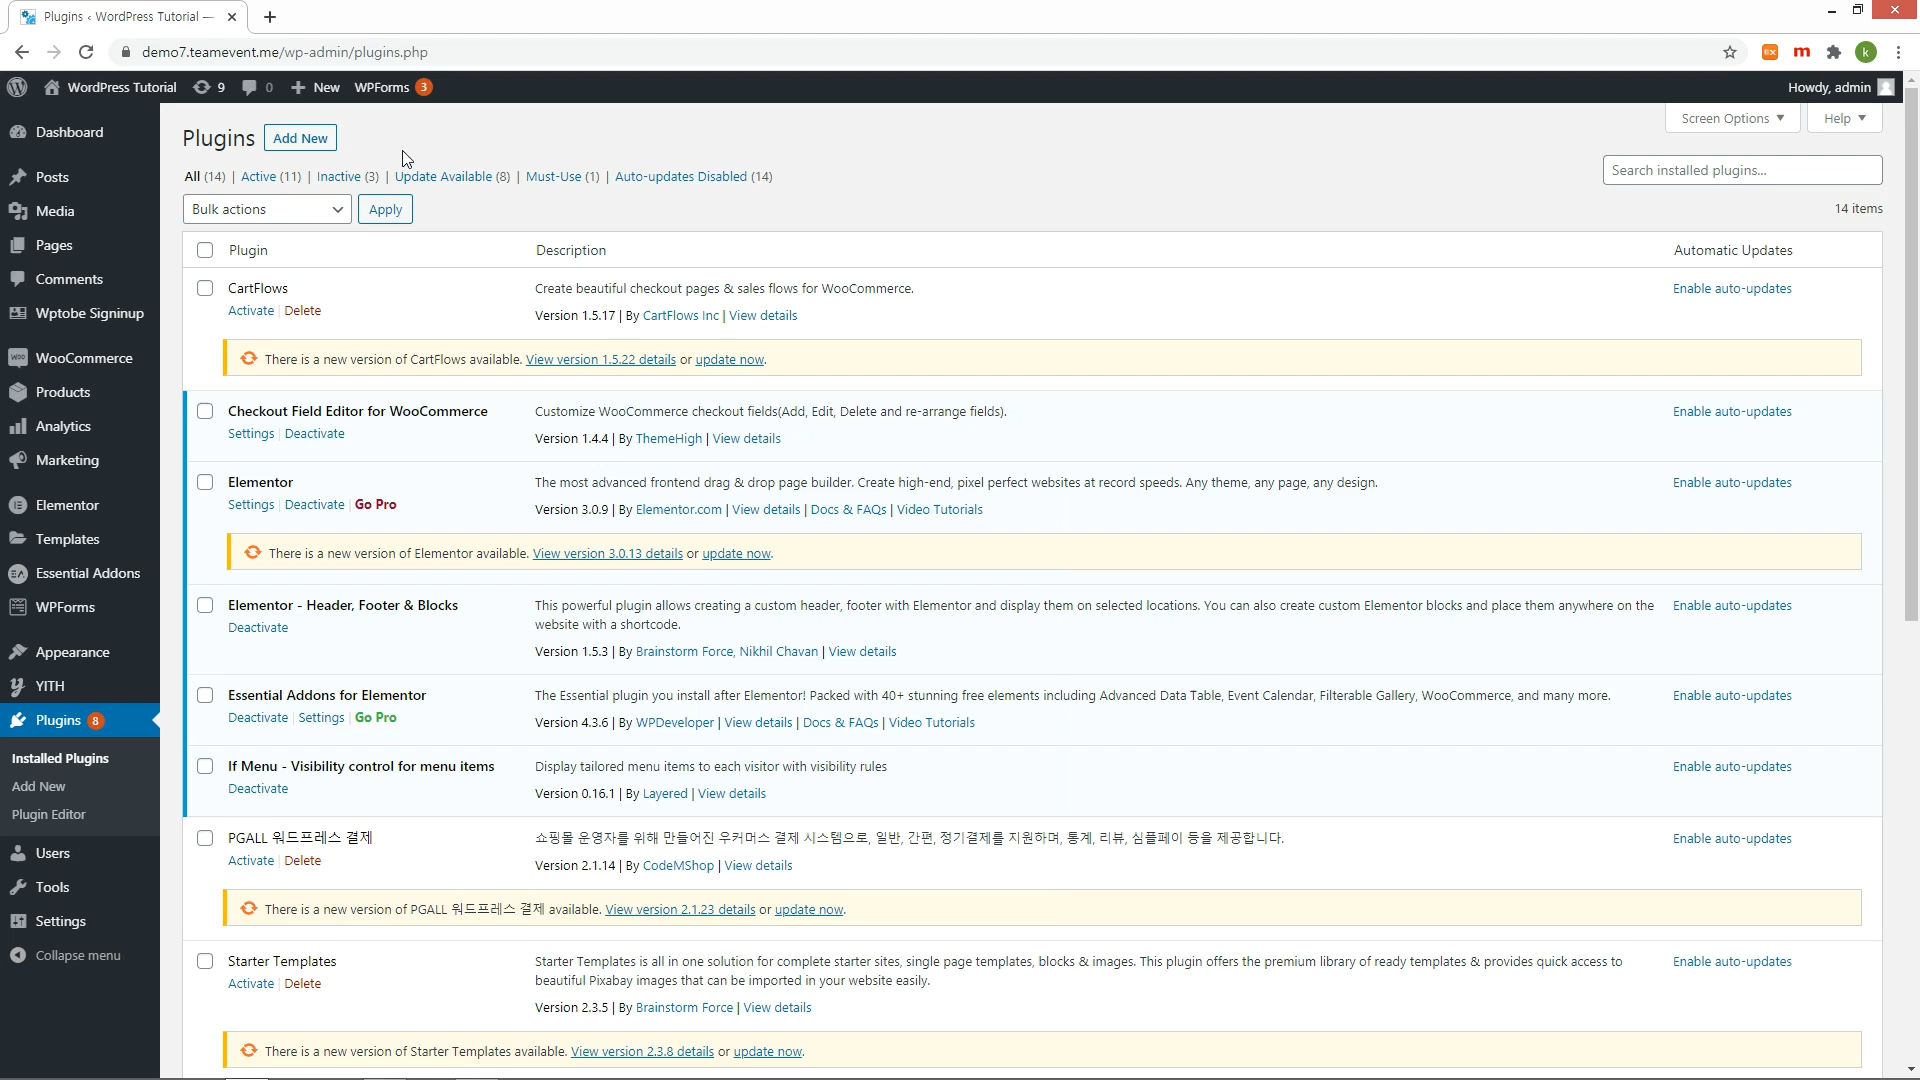 Plugins ‹ WordPress Tutorial —
demo7.teamevent.me/wp-admin/plugins.php
EX m k
WordPress Tutorial 9 0 New WPForms 3 Howdy, admin
Dashboard
Posts
Media
Pages
Comments
Wptobe Signinup
WooCommerce
Products
Analytics
Marketing
Elementor
Templates
Essential Addons
WPForms
Appearance
YITH
Plugins 8
Installed Plugins
Add New
Plugin Editor
Users
Tools
Settings
Collapse menu
Screen Options Help
Plugins Add New
All (14) | Active (11) | Inactive (3) | Update Available (8) | Must-Use (1) | Auto-updates Disabled (14)
Search installed plugins...
Bulk actions Apply
14 items
Plugin Description Automatic Updates
CartFlows
Activate | Delete
Create beautiful checkout pages & sales flows for WooCommerce.
Version 1.5.17 | By CartFlows Inc | View details
Enable auto-updates
There is a new version of CartFlows available. View version 1.5.22 details or update now.
Checkout Field Editor for WooCommerce
Settings | Deactivate
Customize WooCommerce checkout fields(Add, Edit, Delete and re-arrange fields).
Version 1.4.4 | By ThemeHigh | View details
Enable auto-updates
Elementor
Settings | Deactivate | Go Pro
The most advanced frontend drag & drop page builder. Create high-end, pixel perfect websites at record speeds. Any theme, any page, any design.
Version 3.0.9 | By Elementor.com | View details | Docs & FAQs | Video Tutorials
Enable auto-updates
There is a new version of Elementor available. View version 3.0.13 details or update now.
Elementor - Header, Footer & Blocks
Deactivate
This powerful plugin allows creating a custom header, footer with Elementor and display them on selected locations. You can also create custom Elementor blocks and place them anywhere on the
website with a shortcode.
Version 1.5.3 | By Brainstorm Force, Nikhil Chavan | View details
Enable auto-updates
Essential Addons for Elementor
Deactivate | Settings | Go Pro
The Essential plugin you install after Elementor! Packed with 40+ stunning free elements including Advanced Data Table, Event Calendar, Filterable Gallery, WooCommerce, and many more.
Version 4.3.6 | By WPDeveloper | View details | Docs & FAQs | Video Tutorials
Enable auto-updates
If Menu - Visibility control for menu items
Deactivate
Display tailored menu items to each visitor with visibility rules
Version 0.16.1 | By Layered | View details
Enable auto-updates
PGALL 워드프레스 결제
Activate | Delete
쇼핑몰 운영자를 위해 만들어진 우커머스 결제 시스템으로, 일반, 간편, 정기결제를 지원하며, 통계, 리뷰, 심플페이 등을 제공합니다.
Version 2.1.14 | By CodeMShop | View details
Enable auto-updates
There is a new version of PGALL 워드프레스 결제 available. View version 2.1.23 details or update now.
Starter Templates
Activate | Delete
Starter Templates is all in one solution for complete starter sites, single page templates, blocks & images. This plugin offers the premium library of ready templates & provides quick access to
beautiful Pixabay images that can be imported in your website easily.
Version 2.3.5 | By Brainstorm Force | View details
Enable auto-updates
There is a new version of Starter Templates available. View version 2.3.8 details or update now.